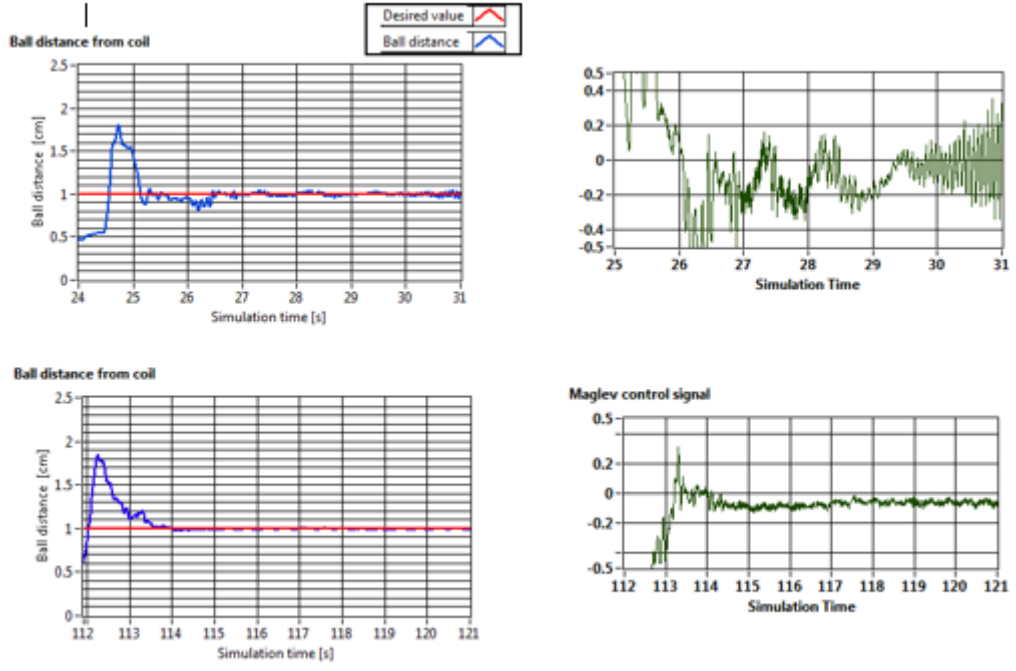 Desired value
Ball distance
Ball distance from coil
2.5
2
1.5
1
0.5
0
Ball distance [cm]
24 25 26 27 28 29 30 31
Simulation time [s]
0.5
0.4
0.2
0
-0.2
-0.4
-0.5
25 26 27 28 29 30 31
Simulation Time
Ball distance from coil
2.5
2
1.5
1
0.5
0
Ball distance [cm]
112 113 114 115 116 117 118 119 120 121
Simulation time [s]
Maglev control signal
0.5
0.2
0
-0.2
-0.5
112 113 114 115 116 117 118 119 120 121
Simulation Time